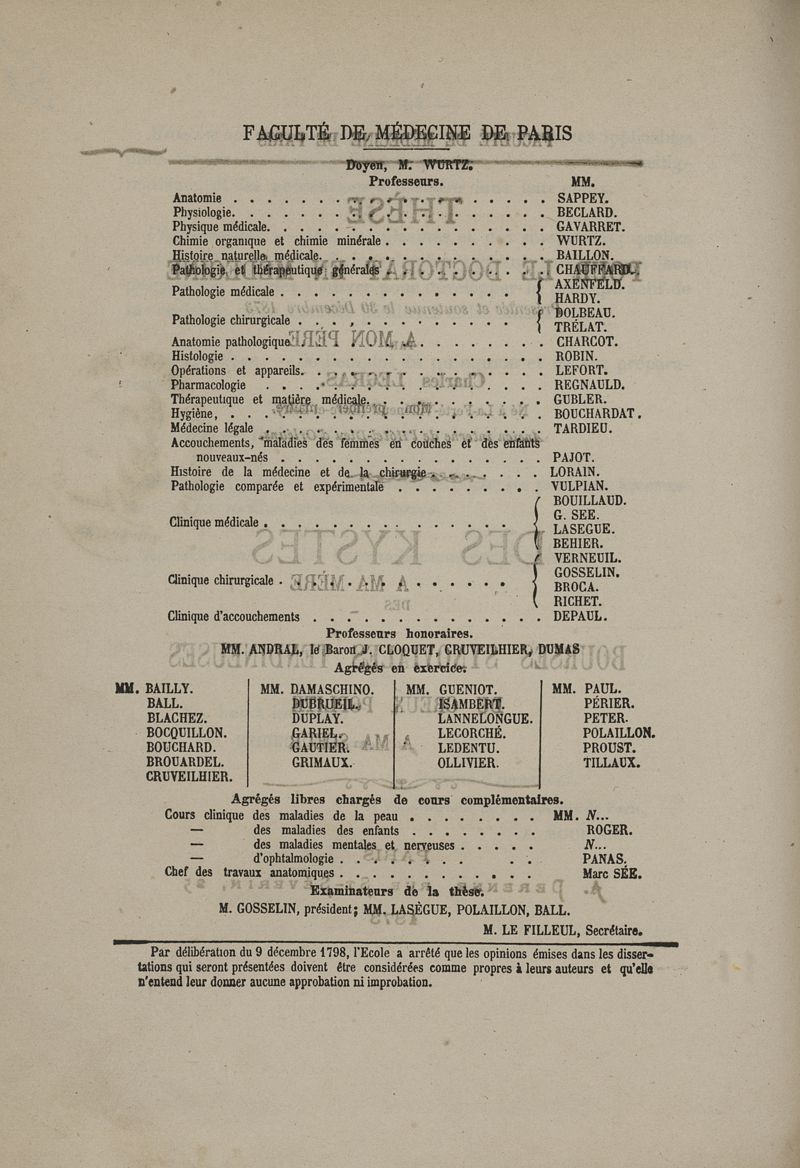 FACULTÉ DE MÉDECINE DE PARIS
Doyen, M. WURTZ.
Professeurs. MM.
Anatomie . . . . . . . . . . . . . . . . . . SAPPEY.
Physiologie. . . . . . . . . . . . . . . . . . BECLARD.
Physique médicale. . . . . . . . . . . . . . . . GAVARRET.
Chimie organique et chimie minérale . . . . . . . . . . WURTZ.
Histoire naturelle médicale. . . . . . . . . . . . . . BAILLON.
Pathologie et thérapeutique générales . . . . . . . . . CHAUFFARD.
Pathologie médicale . . . . . . . . . . . . . . { AXENFELD.
HARDY.
Pathologie chirurgicale . . . . . . . . . . . . . { DOLBEAU.
TRÉLAT.
Anatomie pathologique . . . . . . . . . . . . . . CHARCOT.
Histologie . . . . . . . . . . . . . . . . . . ROBIN.
Opérations et appareils. . . . . . . . . . . . . . LEFORT.
Pharmacologie . . . . . . . . . . . . . . . . REGNAULD.
Thérapeutique et matière médicale. . . . . . . . . . . GUBLER.
Hygiène, . . . . . . . . . . . . . . . . . . BOUCHARDAT.
Médecine légale . . . . . . . . . . . . . . . . TARDIEU.
Accouchements, maladies des femmes en couches et des enfants
nouveaux-nés . . . . . . . . . . . . . . . . PAJOT.
Histoire de la médecine et de la chirurgie . . . . . . . LORAIN.
Pathologie comparée et expérimentale . . . . . . . . . VULPIAN.
Clinique médicale . . . . . . . . . . . . . . . { BOUILLAUD.
G. SEE.
LASEGUE.
BEHIER.
Clinique chirurgicale . . . . . . . . . . . . . { VERNEUIL.
GOSSELIN.
BROCA.
RICHET.
Clinique d'accouchements . . . . . . . . . . . . . . DEPAUL.
Professeurs honoraires.
MM. ANDRAL, le Baron J. CLOQUET, CRUVEILHIER, DUMAS
Agrégés en exercice.
MM. BAILLY. MM. DAMASCHINO. MM. GUENIOT. MM. PAUL.
BALL. DUBRUEIL. ISAMBERT. PÉRIER.
BLACHEZ. DUPLAY. LANNELONGUE. PETER.
BOCQUILLON. GARIEL. LECORCHÉ. POLAILLON.
BOUCHARD. GAUTIER. LEDENTU. PROUST.
BROUARDEL. GRIMAUX. OLLIVIER. TILLAUX.
CRUVEILHIER.
Agrégés libres chargés de cours complémentaires.
Cours clinique des maladies de la peau . . . . . . . . MM. N...
— des maladies des enfants . . . . . . . . ROGER.
— des maladies mentales et nerveuses . . . . . N...
— d'ophtalmologie . . . . . . . . . . PANAS.
Chef des travaux anatomiques . . . . . . . . . . . . Marc SÉE.
Examinateurs de la thèse.
M. GOSSELIN, président; MM. LASÈGUE, POLAILLON, BALL.
M. LE FILLEUL, Secrétaire.
Par délibération du 9 décembre 1798, l'Ecole a arrêté que les opinions émises dans les disser-
tations qui seront présentées doivent être considérées comme propres à leurs auteurs et qu'elle
n'entend leur donner aucune approbation ni improbation.